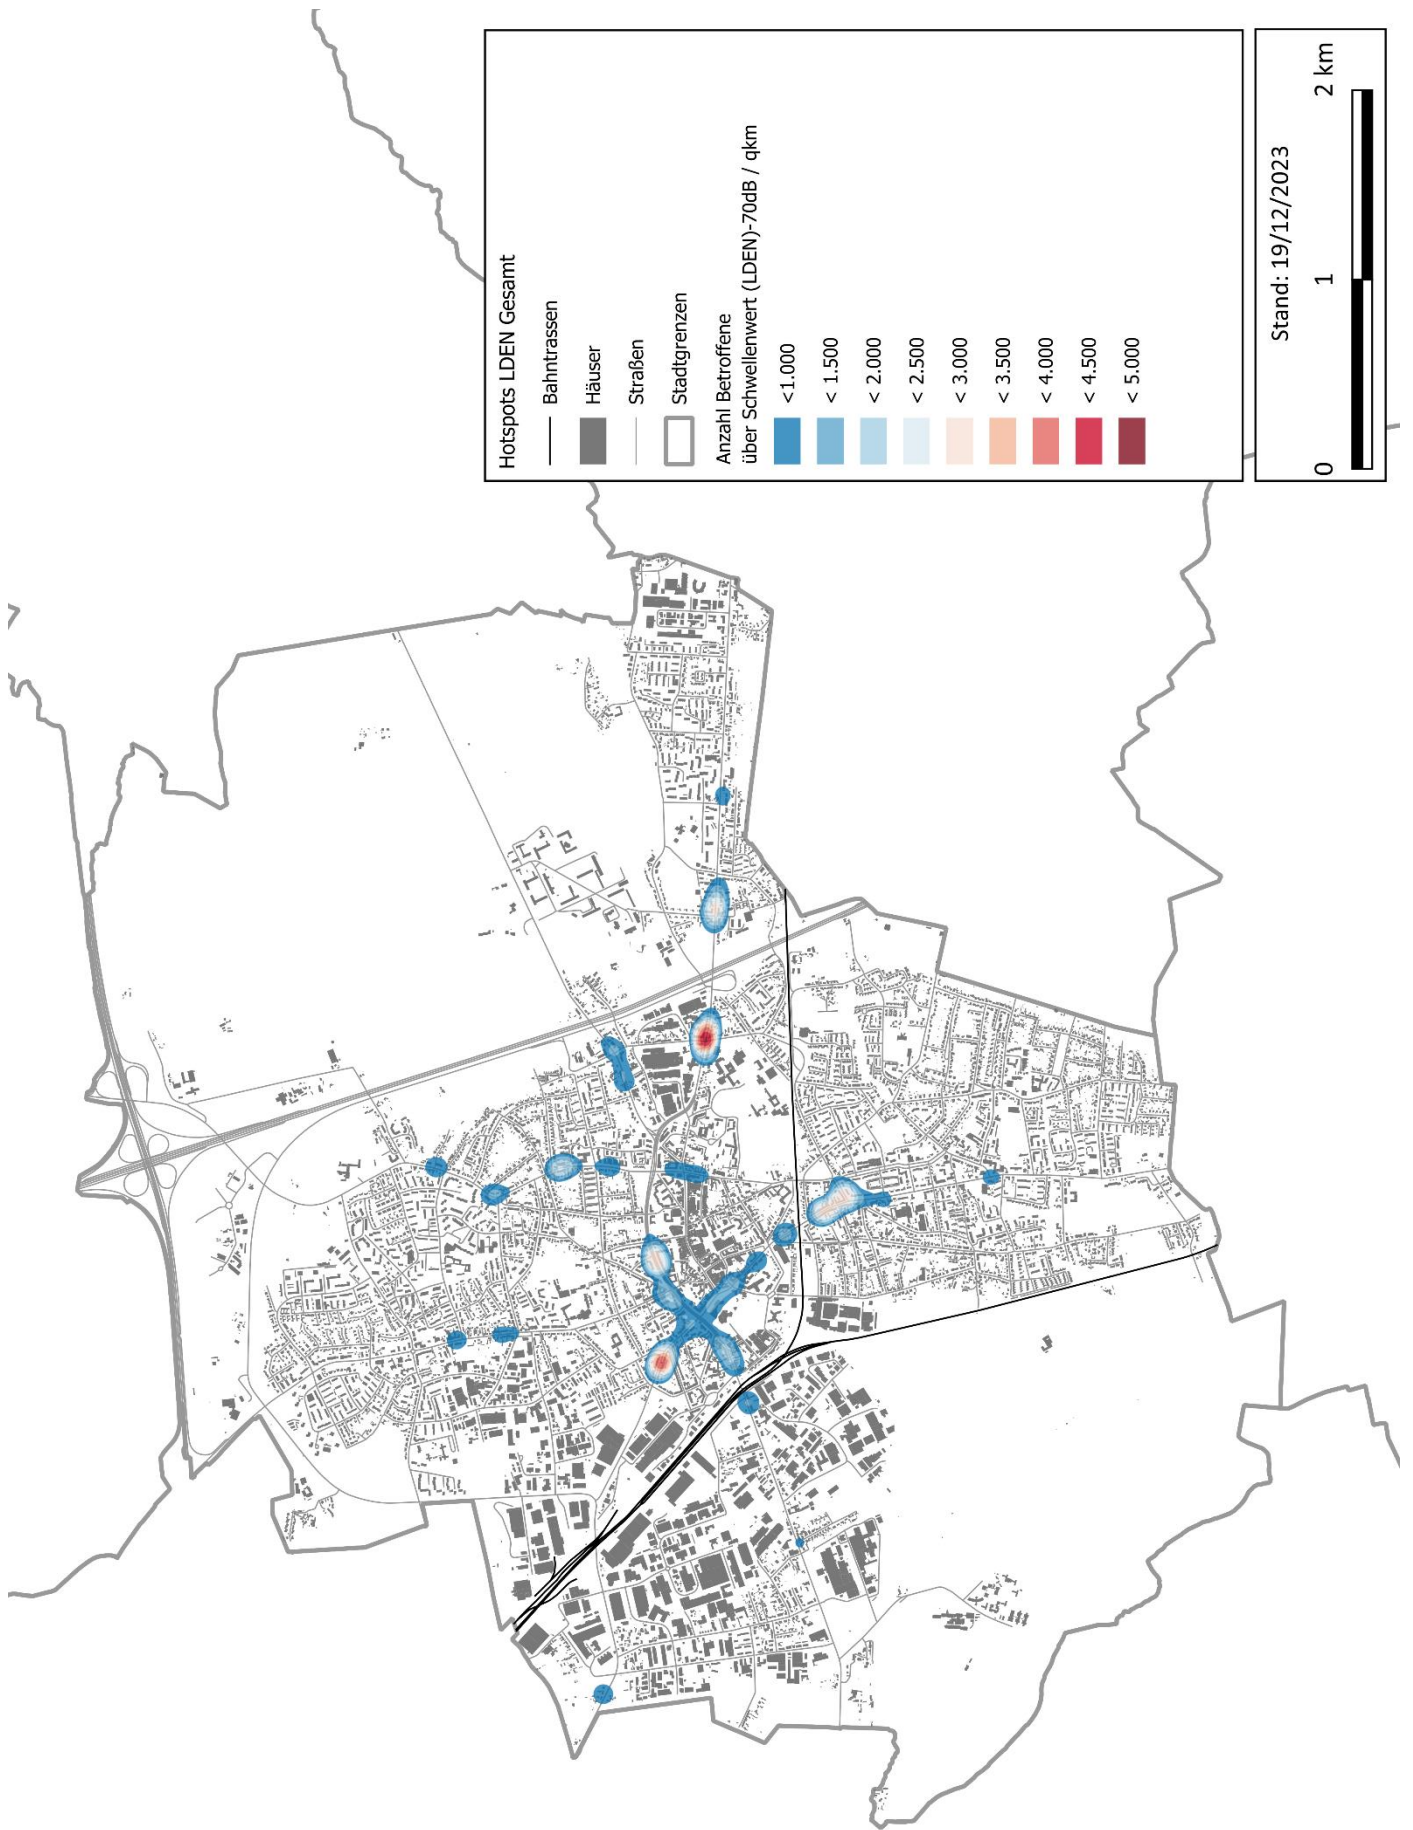 Hotspots LDEN Gesamt
Bahntrassen
Häuser
Straßen
Stadtgrenzen
Anzahl Betroffene
über Schwellenwert (LDEN)-70dB / qkm
<1.000
< 1.500
< 2.000
< 2.500
< 3.000
< 3.500
< 4.000
< 4.500
< 5.000
Stand: 19/12/2023
0 1 2 km